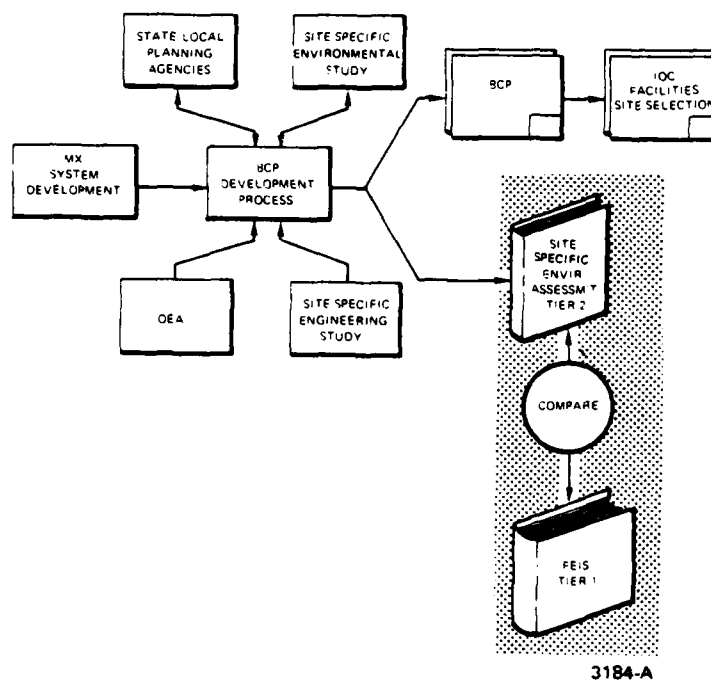 STATE LOCAL
PLANNING
AGENCIES
SITE SPECIFIC
ENVIRONMENTAL
STUDY
BCP
IOC
FACILITIES
SITE SELECTION
MX
SYSTEM
DEVELOPMENT
BCP
DEVELOPMENT
PROCESS
OEA
SITE SPECIFIC
ENGINEERING
STUDY
SITE
SPECIFIC
ENVIR
ASSESSMT
TIER 2
COMPARE
FEIS
TIER 1
3184-A